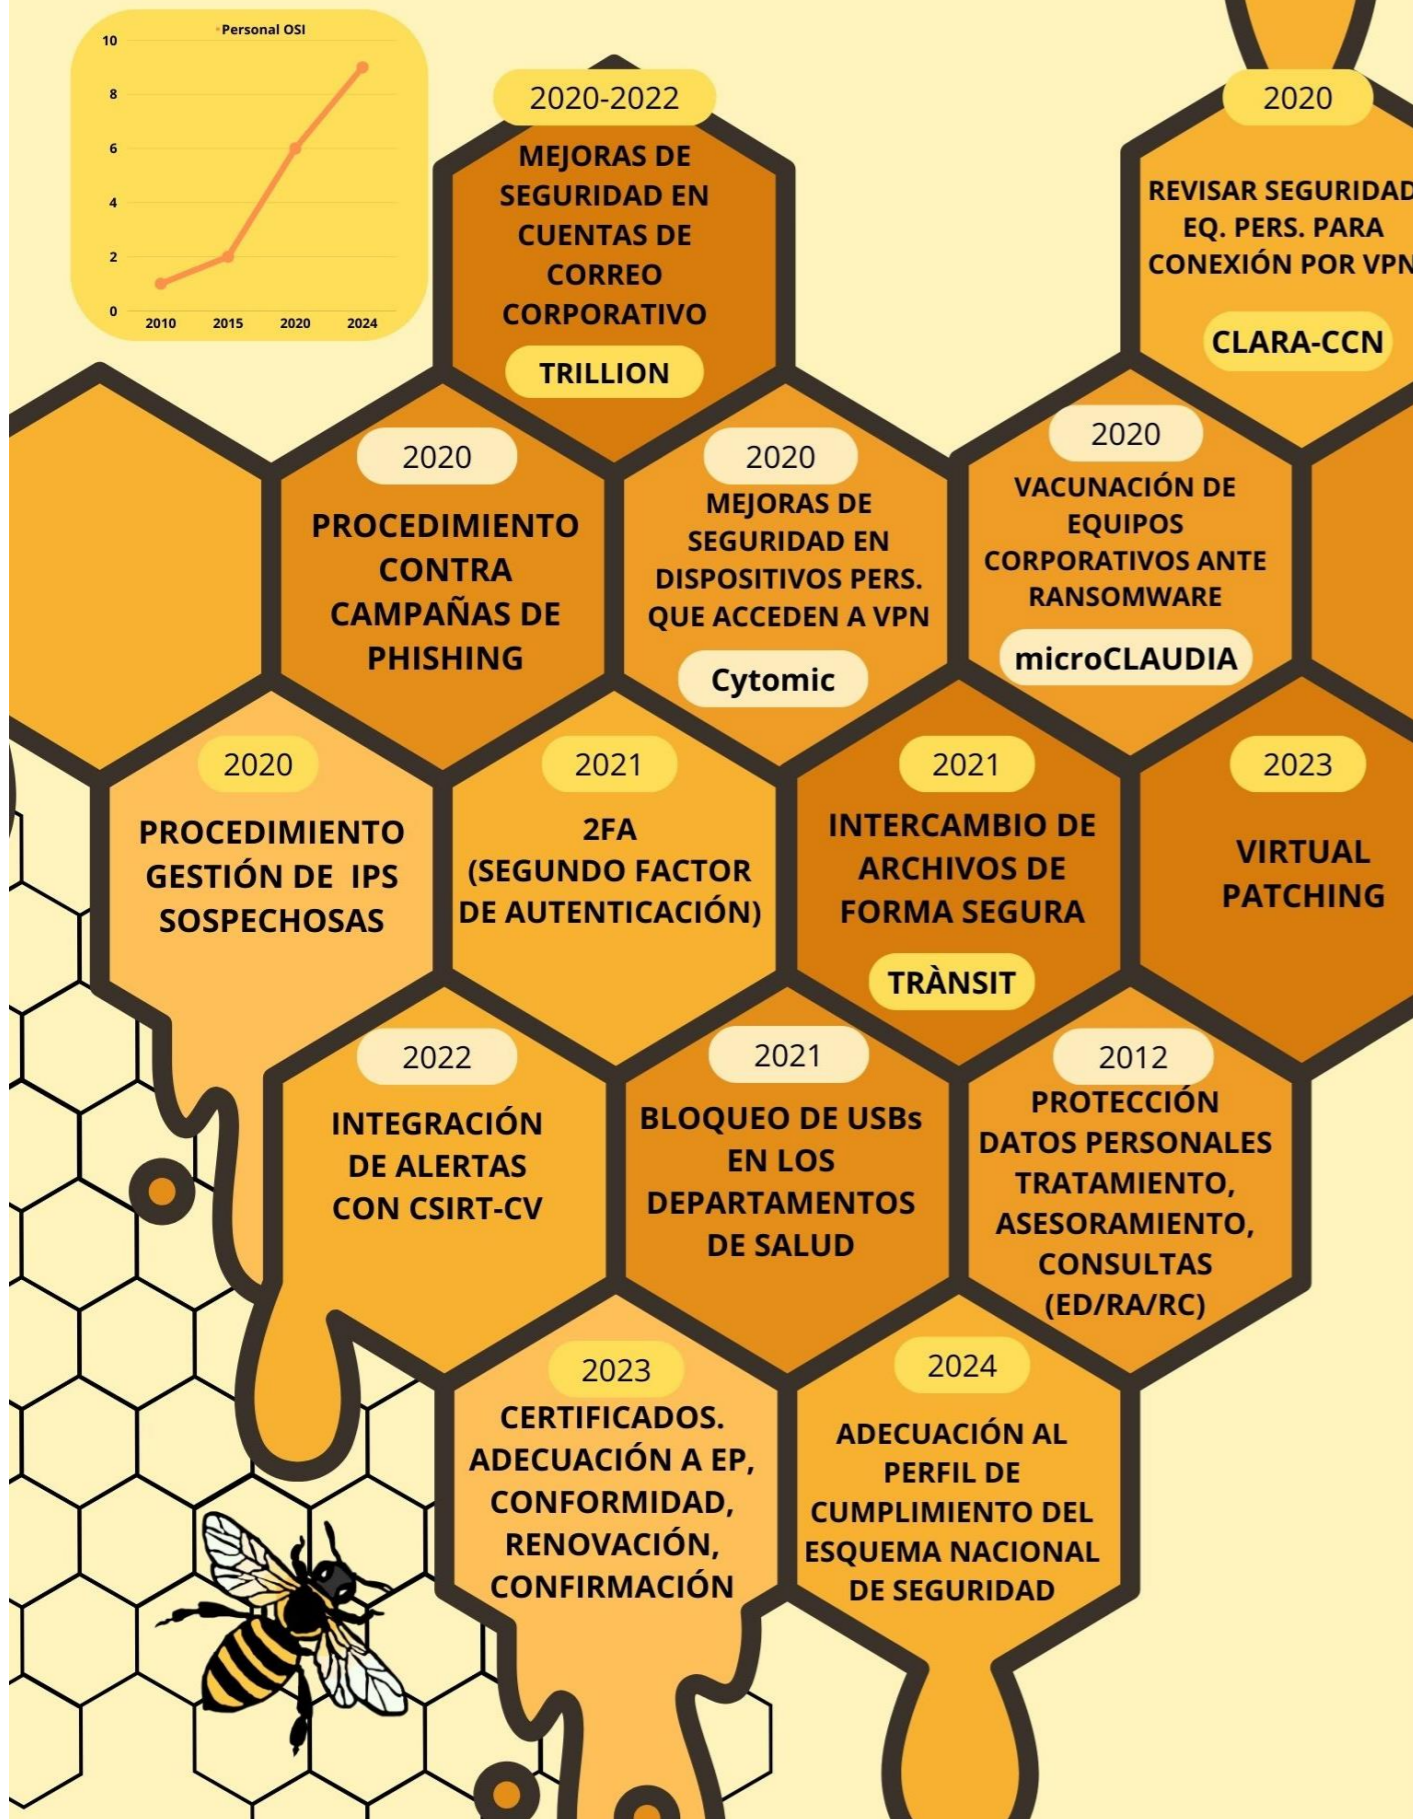 Personal OSI
10
8
6
4
2
0
2010 2015 2020 2024
2020-2022
MEJORAS DE
SEGURIDAD EN
CUENTAS DE
CORREO
CORPORATIVO
TRILLION
2020
REVISAR SEGURIDAD
EQ. PERS. PARA
CONEXIÓN POR VPN
CLARA-CCN
2020
PROCEDIMIENTO
CONTRA
CAMPAÑAS DE
PHISHING
2020
MEJORAS DE
SEGURIDAD EN
DISPOSITIVOS PERS.
QUE ACCEDEN A VPN
Cytomic
2020
VACUNACIÓN DE
EQUIPOS
CORPORATIVOS ANTE
RANSOMWARE
microCLAUDIA
2020
PROCEDIMIENTO
GESTIÓN DE IPS
SOSPECHOSAS
2021
2FA
(SEGUNDO FACTOR
DE AUTENTICACIÓN)
2021
INTERCAMBIO DE
ARCHIVOS DE
FORMA SEGURA
TRÀNSIT
2023
VIRTUAL
PATCHING
2022
INTEGRACIÓN
DE ALERTAS
CON CSIRT-CV
2021
BLOQUEO DE USBs
EN LOS
DEPARTAMENTOS
DE SALUD
2012
PROTECCIÓN
DATOS PERSONALES
TRATAMIENTO,
ASESORAMIENTO,
CONSULTAS
(ED/RA/RC)
2023
CERTIFICADOS.
ADECUACIÓN A EP,
CONFORMIDAD,
RENOVACIÓN,
CONFIRMACIÓN
2024
ADECUACIÓN AL
PERFIL DE
CUMPLIMIENTO DEL
ESQUEMA NACIONAL
DE SEGURIDAD